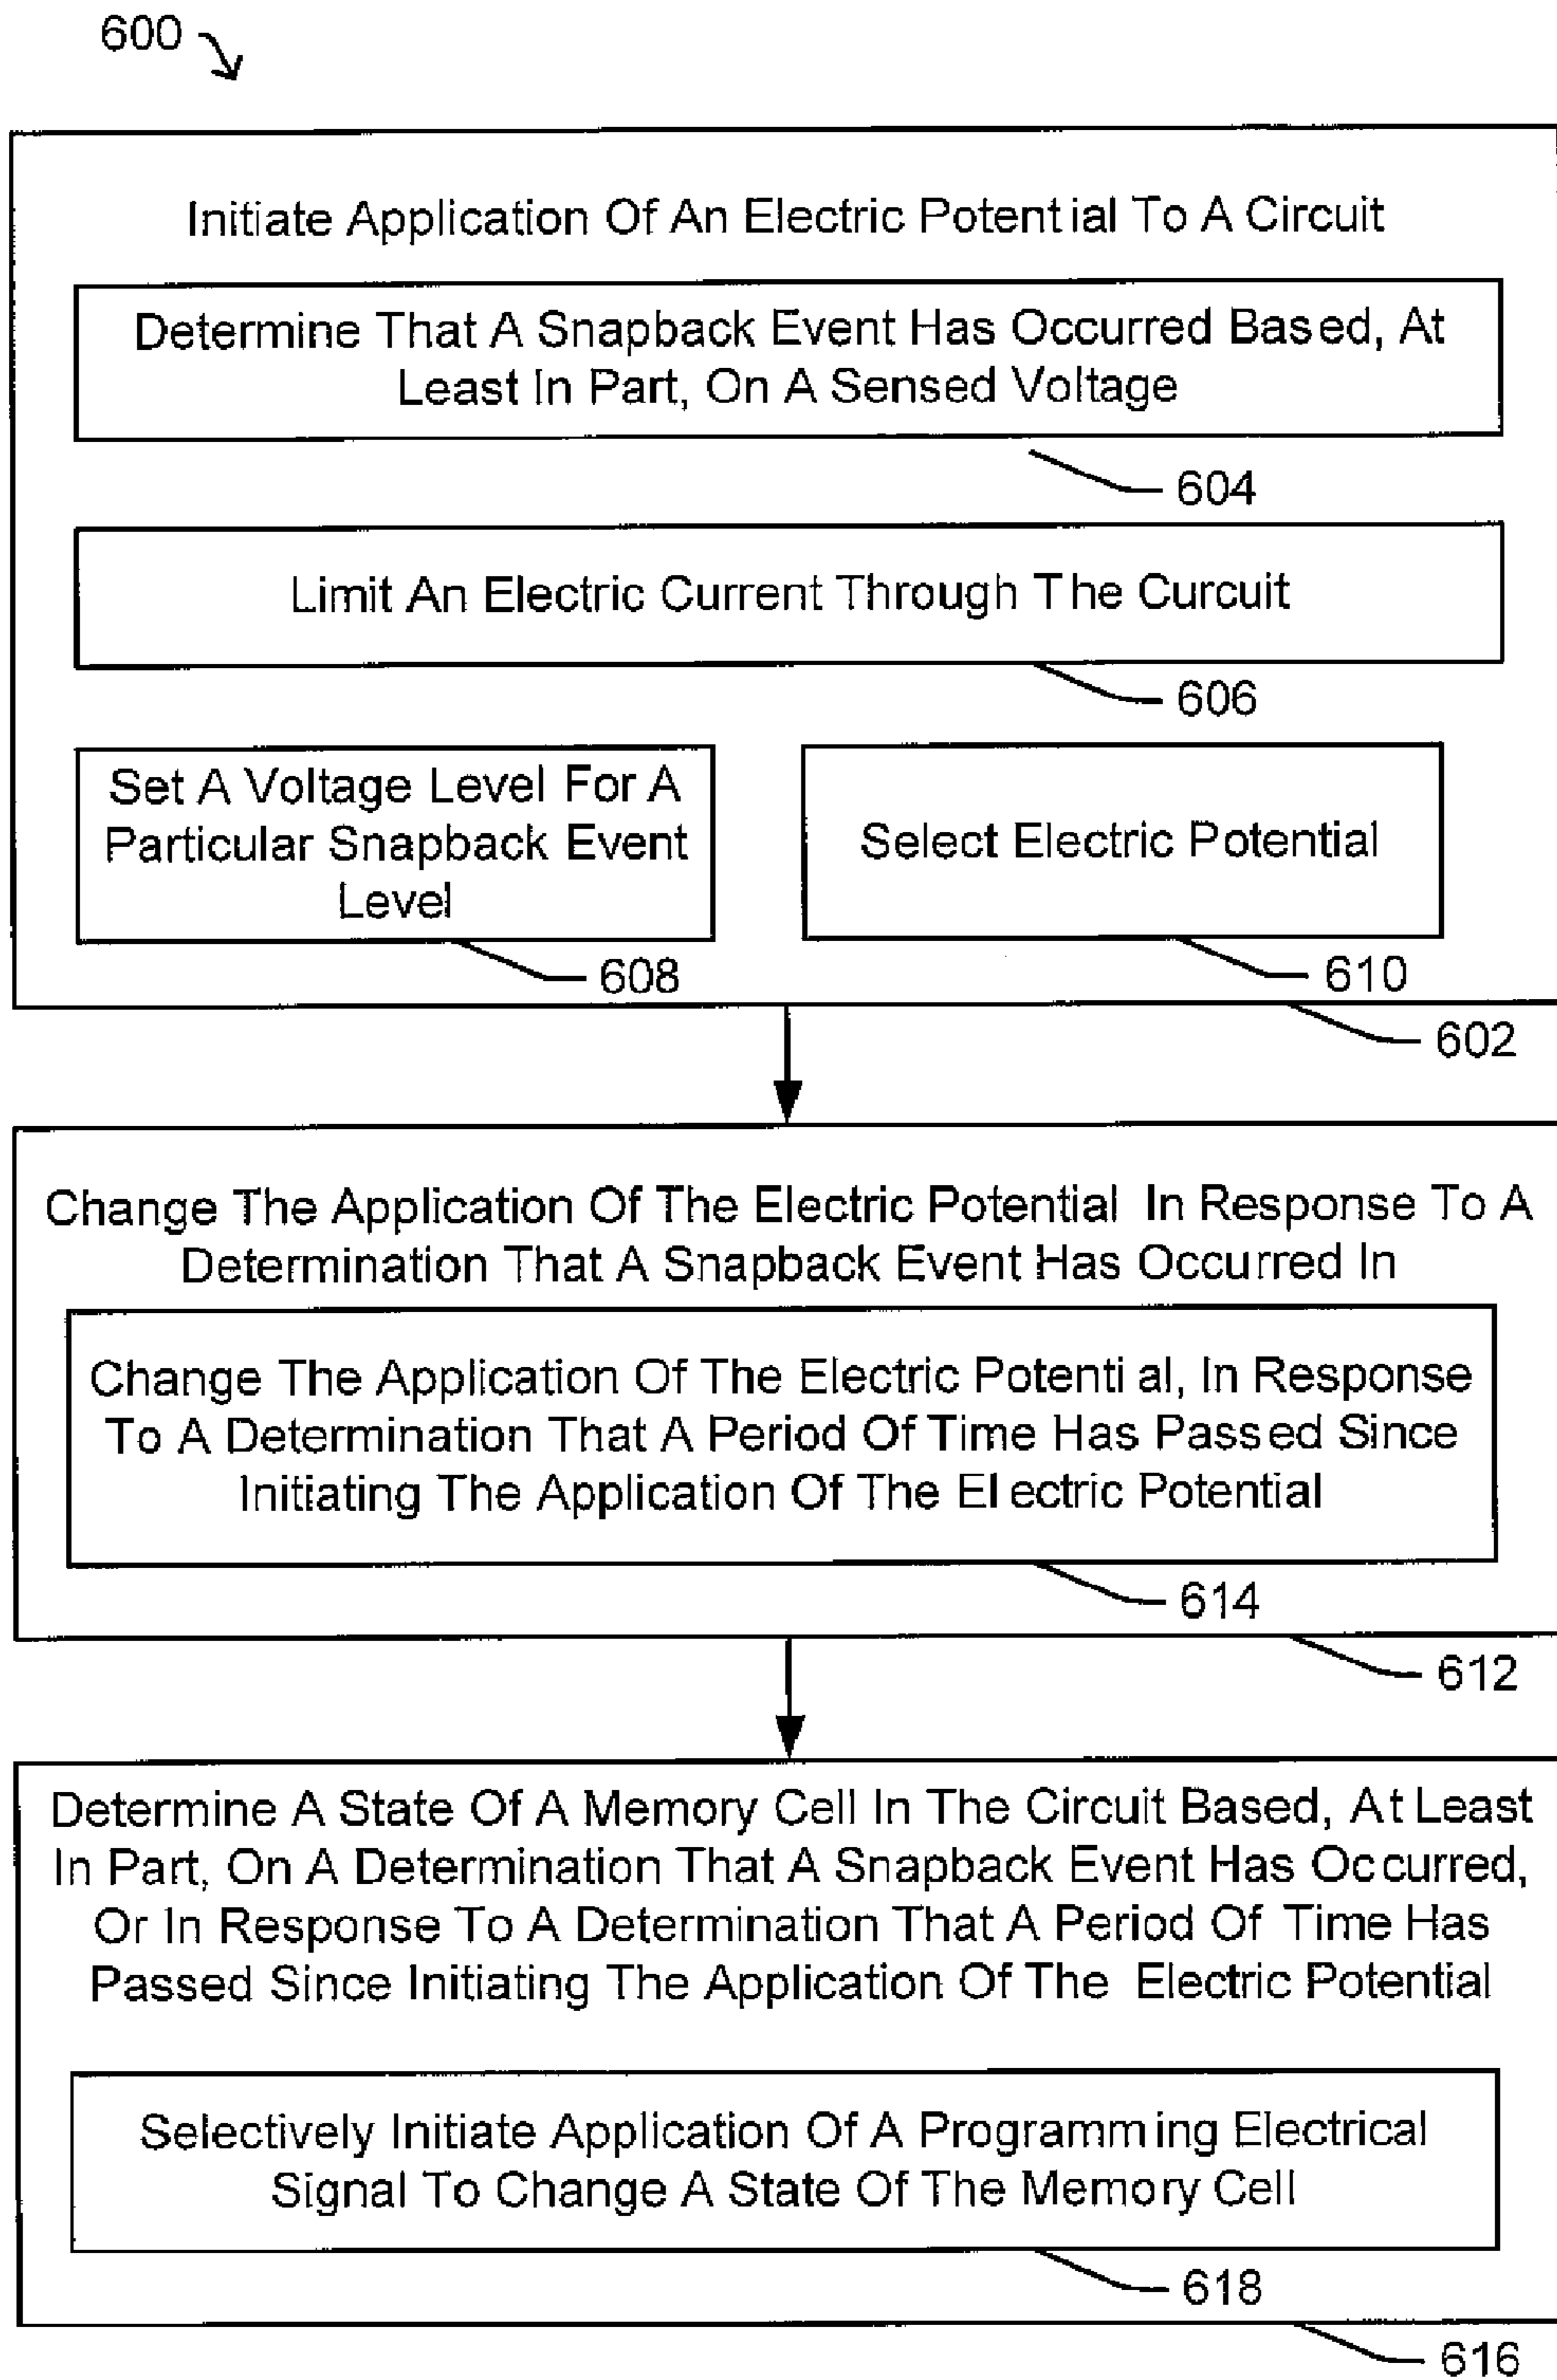 600
Initiate Application Of An Electric Potential To A Circuit
Determine That A Snapback Event Has Occurred Based, At
Least In Part, On A Sensed Voltage
604
Limit An Electric Current Through The Curcuit
606
Set A Voltage Level For A
Particular Snapback Event
Level
608
Select Electric Potential
610
602
Change The Application Of The Electric Potential In Response To A
Determination That A Snapback Event Has Occurred In
Change The Application Of The Electric Potential, In Response
To A Determination That A Period Of Time Has Passed Since
Initiating The Application Of The Electric Potential
614
612
Determine A State Of A Memory Cell In The Circuit Based, At Least
In Part, On A Determination That A Snapback Event Has Occurred,
Or In Response To A Determination That A Period Of Time Has
Passed Since Initiating The Application Of The Electric Potential
Selectively Initiate Application Of A Programming Electrical
Signal To Change A State Of The Memory Cell
618
616